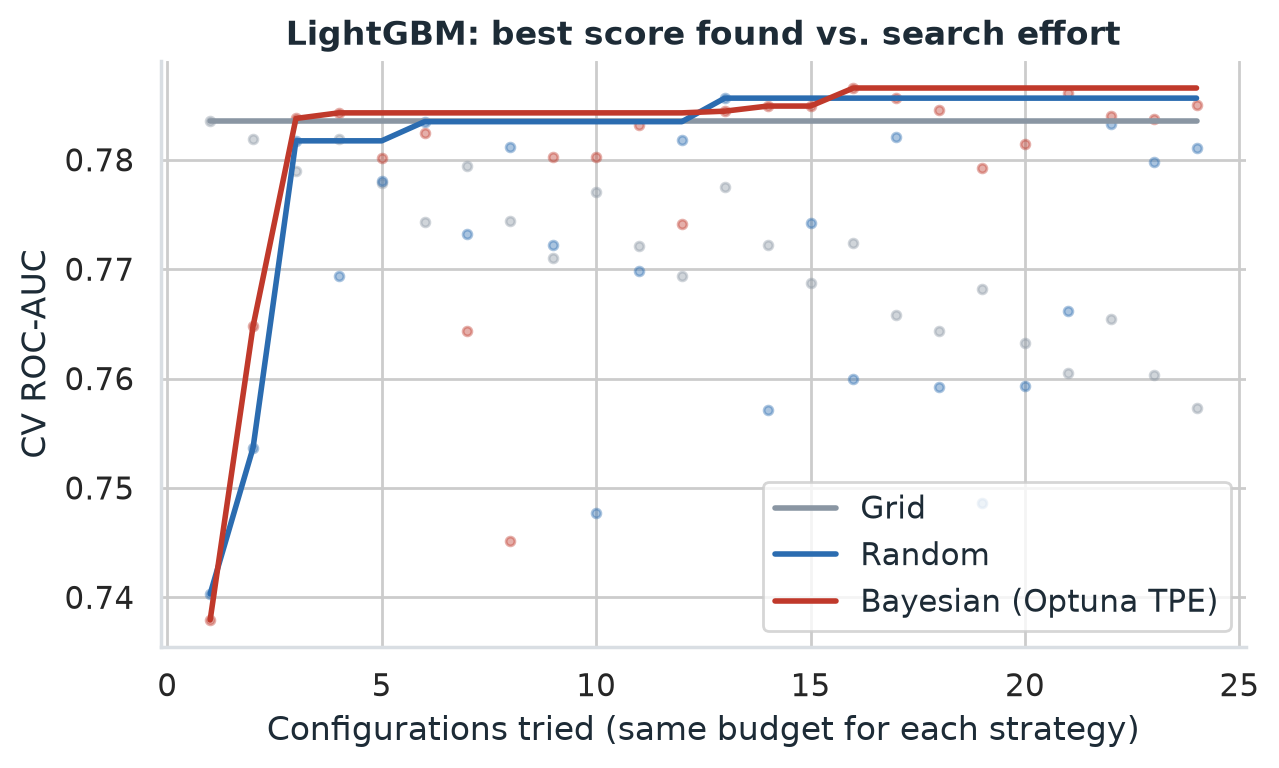 LightGBM: best score found vs. search effort
CV ROC-AUC
0.78
0.77
0.76
0.75
0.74
Grid
Random
Bayesian (Optuna TPE)
0 5 10 15 20 25
Configurations tried (same budget for each strategy)